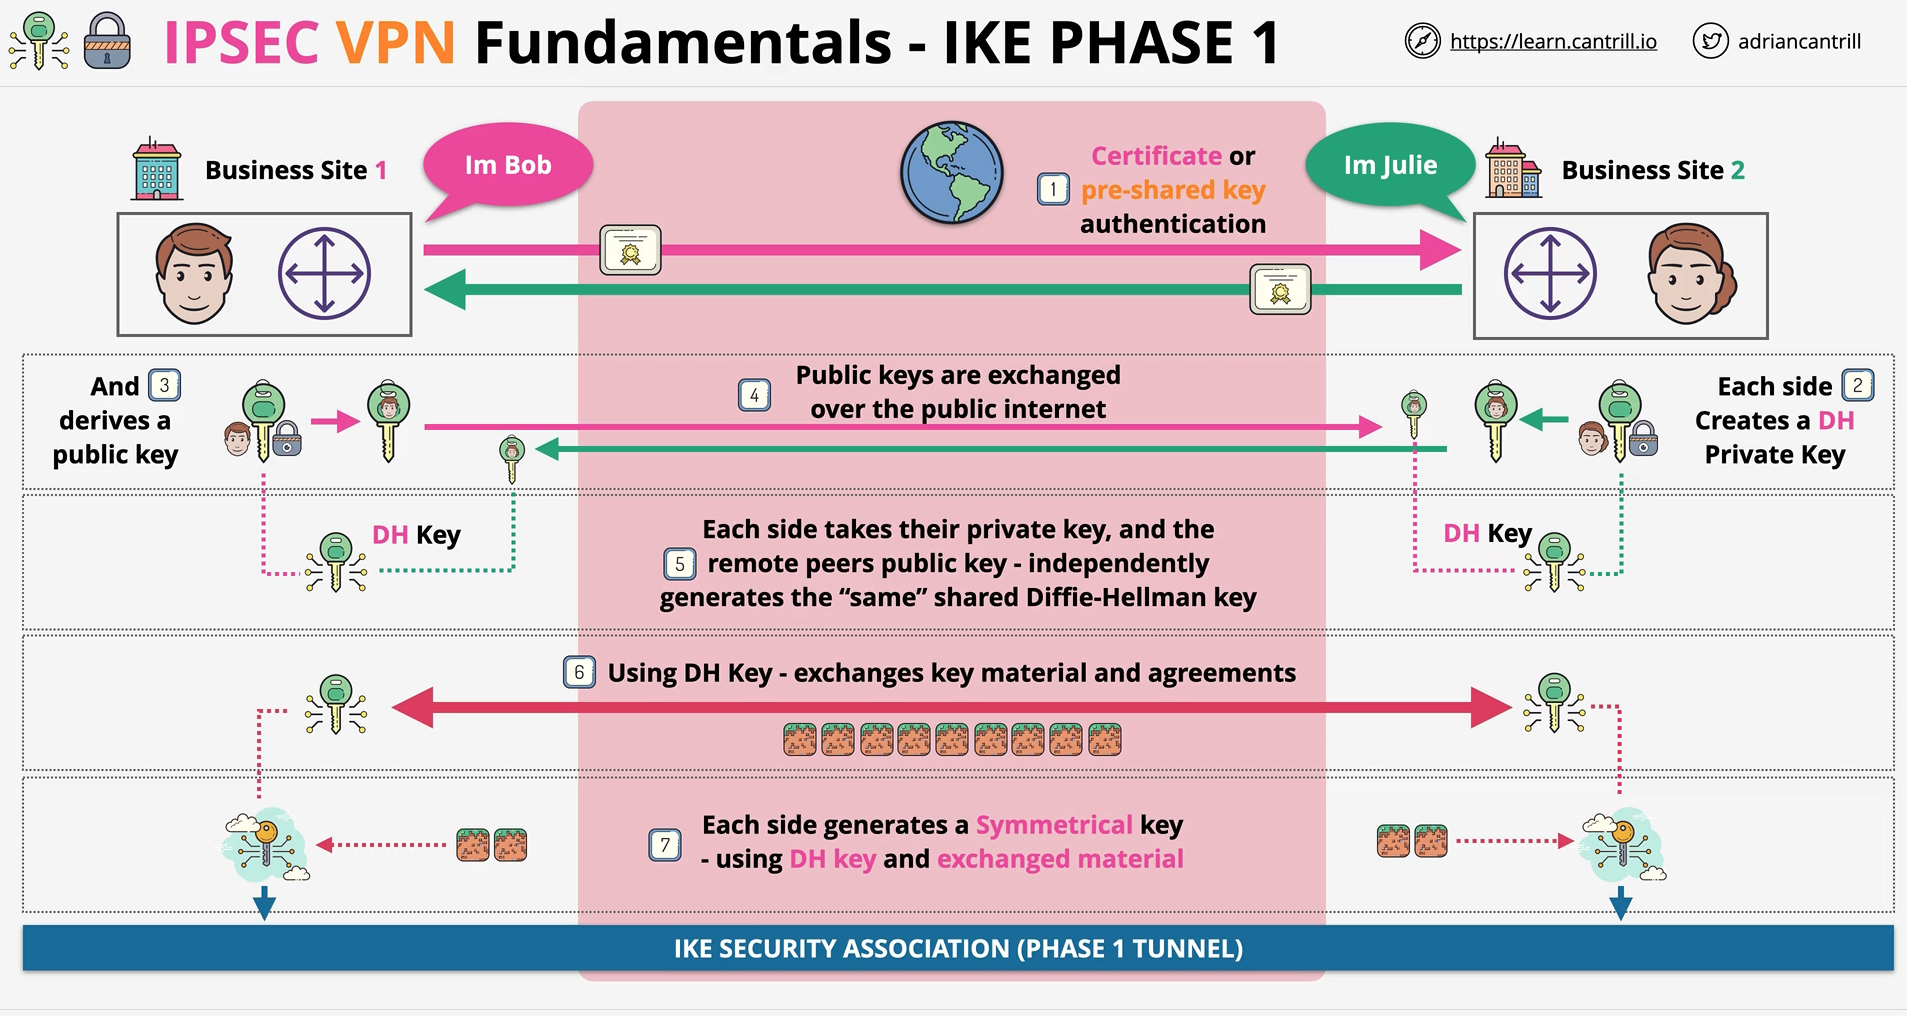 IPSEC VPN Fundamentals - IKE PHASE 1
https://learn.cantrill.io
adriancantrill
Business Site 1
Im Bob
1
Certificate or
pre-shared key
authentication
Im Julie
Business Site 2
And 3
derives a
public key
4
Public keys are exchanged
over the public internet
Each side 2
Creates a DH
Private Key
DH Key
5
Each side takes their private key, and the
remote peers public key - independently
generates the “same” shared Diffie-Hellman key
DH Key
6 Using DH Key - exchanges key material and agreements
7
Each side generates a Symmetrical key
- using DH key and exchanged material
IKE SECURITY ASSOCIATION (PHASE 1 TUNNEL)